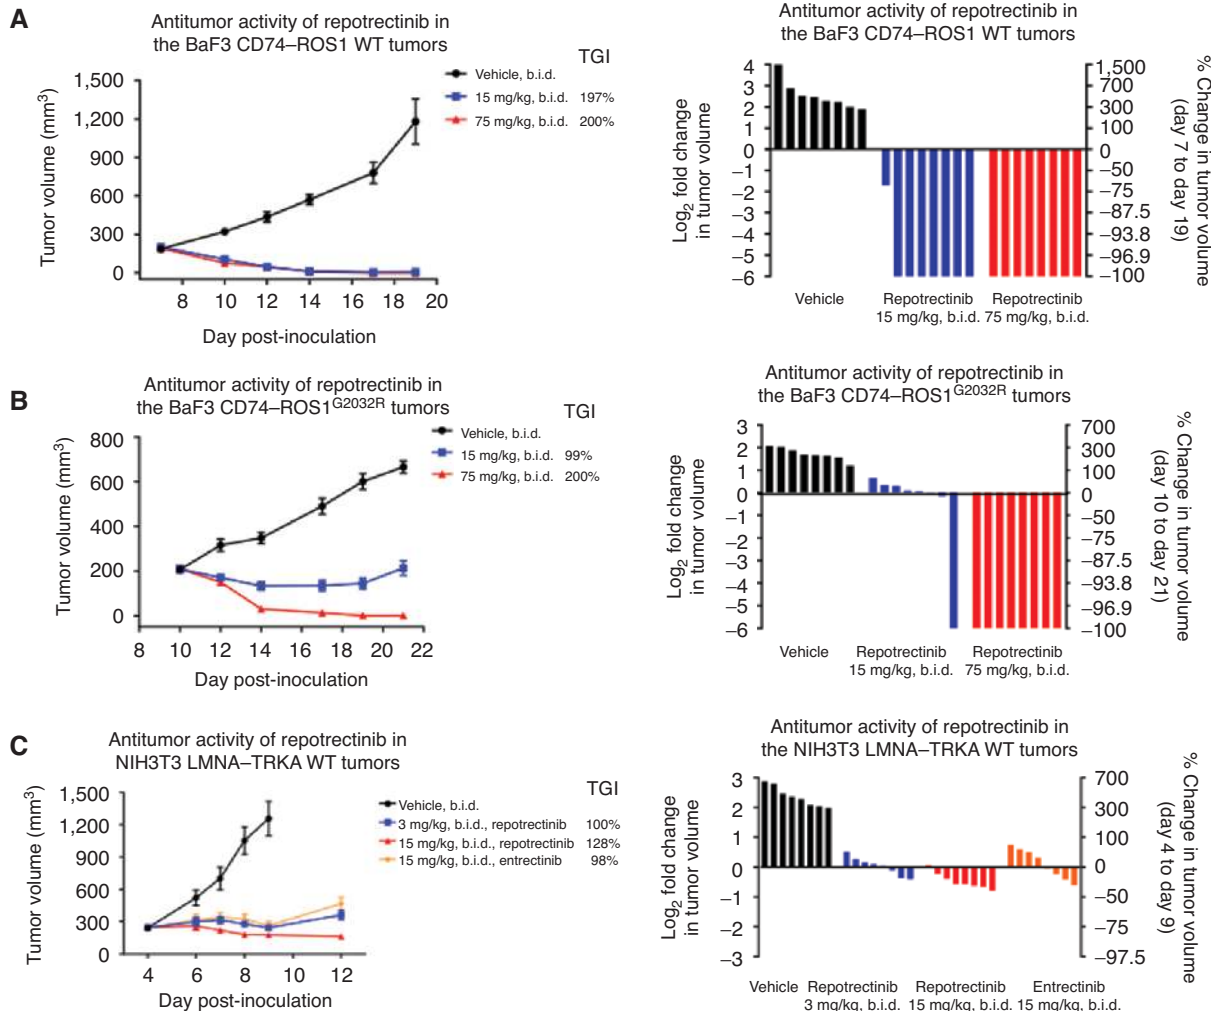 A
Antitumor activity of repotrectinib in
the BaF3 CD74–ROS1 WT tumors
TGI
Vehicle, b.i.d.
15 mg/kg, b.i.d. 197%
75 mg/kg, b.i.d. 200%
Tumor volume (mm³)
1,500
1,200
900
600
300
0
8 10 12 14 16 18 20
Day post-inoculation
Antitumor activity of repotrectinib in
the BaF3 CD74–ROS1 WT tumors
Log₂ fold change
in tumor volume
4
3
2
1
0
–1
–2
–3
–4
–5
–6
1,500
700
300
100
0
–50
–75
–87.5
–93.8
–96.9
–100
% Change in tumor volume
(day 7 to day 19)
Vehicle
Repotrectinib
15 mg/kg, b.i.d.
Repotrectinib
75 mg/kg, b.i.d.
B
Antitumor activity of repotrectinib in
the BaF3 CD74–ROS1G2032R tumors
TGI
Vehicle, b.i.d.
15 mg/kg, b.i.d. 99%
75 mg/kg, b.i.d. 200%
Tumor volume (mm³)
800
600
400
200
0
8 10 12 14 16 18 20 22
Day post-inoculation
Antitumor activity of repotrectinib in
the BaF3 CD74–ROS1G2032R tumors
Log₂ fold change
in tumor volume
3
2
1
0
–1
–2
–3
–4
–5
–6
700
300
100
0
–50
–75
–87.5
–93.8
–96.9
–100
% Change in tumor volume
(day 10 to day 21)
Vehicle
Repotrectinib
15 mg/kg, b.i.d.
Repotrectinib
75 mg/kg, b.i.d.
C
Antitumor activity of repotrectinib in
NIH3T3 LMNA–TRKA WT tumors
TGI
Vehicle, b.i.d.
3 mg/kg, b.i.d., repotrectinib 100%
15 mg/kg, b.i.d., repotrectinib 128%
15 mg/kg, b.i.d., entrectinib 98%
Tumor volume (mm³)
1,500
1,200
900
600
300
0
4 6 8 10 12
Day post-inoculation
Antitumor activity of repotrectinib in
the NIH3T3 LMNA–TRKA WT tumors
Log₂ fold change
in tumor volume
3
2
1
0
–1
–2
–3
700
300
100
0
–50
–75
–97.5
% Change in tumor volume
(day 4 to day 9)
Vehicle
Repotrectinib
3 mg/kg, b.i.d.
Repotrectinib
15 mg/kg, b.i.d.
Entrectinib
15 mg/kg, b.i.d.